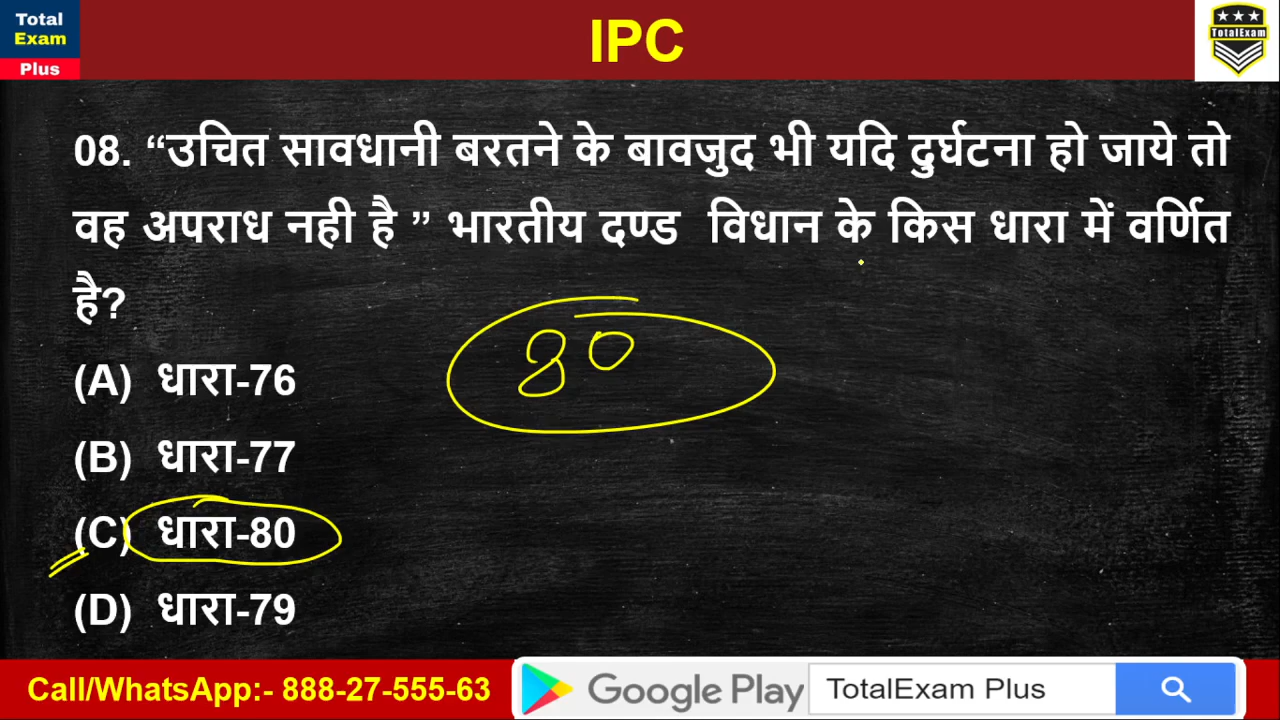 Total
Exam
Plus
IPC
★★★
TotalExam
08. “उचित सावधानी बरतने के बावजुद भी यदि दुर्घटना हो जाये तो
वह अपराध नही है ” भारतीय दण्ड विधान के किस धारा में वर्णित
है?
80
(A) धारा-76
(B) धारा-77
(C) धारा-80
(D) धारा-79
Call/WhatsApp:- 888-27-555-63
Google Play
TotalExam Plus